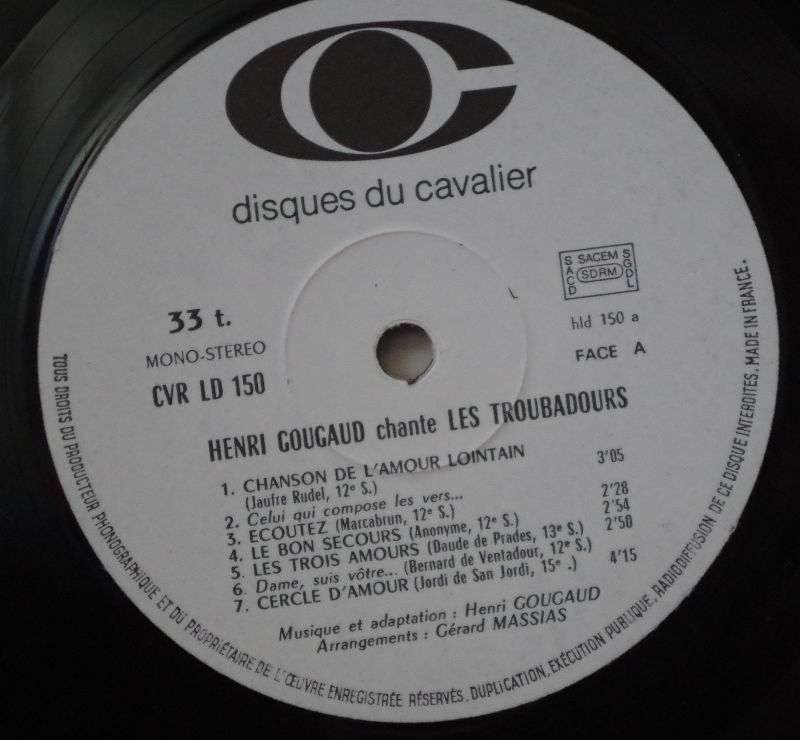 disques du cavalier
SACD
SACEM
SDRM
SGDL
33 t.
MONO-STEREO
CVR LD 150
hld 150 a
FACE A
HENRI GOUGAUD chante LES TROUBADOURS
1. CHANSON DE L'AMOUR LOINTAIN 3'05
(Jaufre Rudel, 12e S.)
2. Celui qui compose les vers...
3. ECOUTEZ (Marcabrun, 12e S.) 2'28
4. LE BON SECOURS (Anonyme, 12e S.) 2'54
5. LES TROIS AMOURS (Daude de Prades, 13e S.) 2'50
6. Dame, suis vôtre... (Bernard de Ventadour, 12e S.)
7. CERCLE D'AMOUR (Jordi de San Jordi, 15e .) 4'15
Musique et adaptation : Henri GOUGAUD
Arrangements : Gérard MASSIAS
TOUS DROITS DU PRODUCTEUR PHONOGRAPHIQUE ET DU PROPRIÉTAIRE DE L'ŒUVRE ENREGISTRÉE RÉSERVÉS, DUPLICATION, EXÉCUTION PUBLIQUE, RADIODIFFUSION DE CE DISQUE INTERDITES. MADE IN FRANCE.